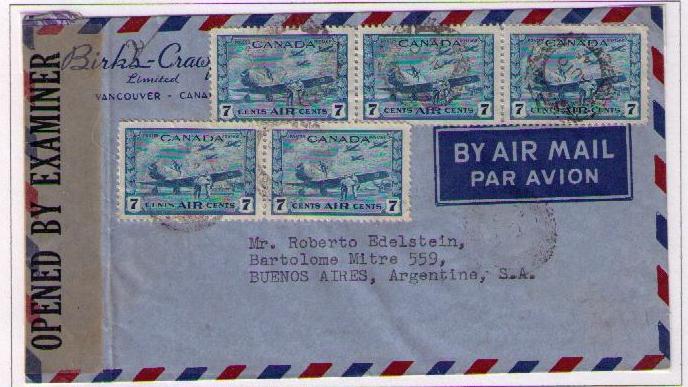 OPENED BY EXAMINER
Limited
VANCOUVER - CANA
CANADA
7 CENTS AIR CENTS 7
CANADA
7 CENTS AIR CENTS 7
CANADA
7 CENTS AIR CENTS 7
CANADA
7 CENTS AIR CENTS 7
CANADA
7 CENTS AIR CENTS 7
BY AIR MAIL
PAR AVION
Mr. Roberto Edelstein,
Bartolome Mitre 559,
BUENOS AIRES, Argentine, S.A.